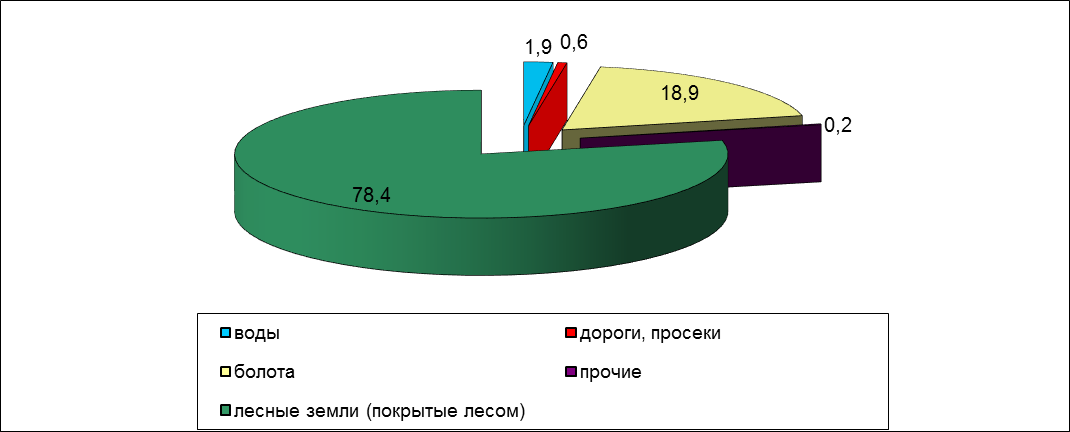 1,9
0,6
18,9
0,2
78,4
воды
дороги, просеки
болота
прочие
лесные земли (покрытые лесом)